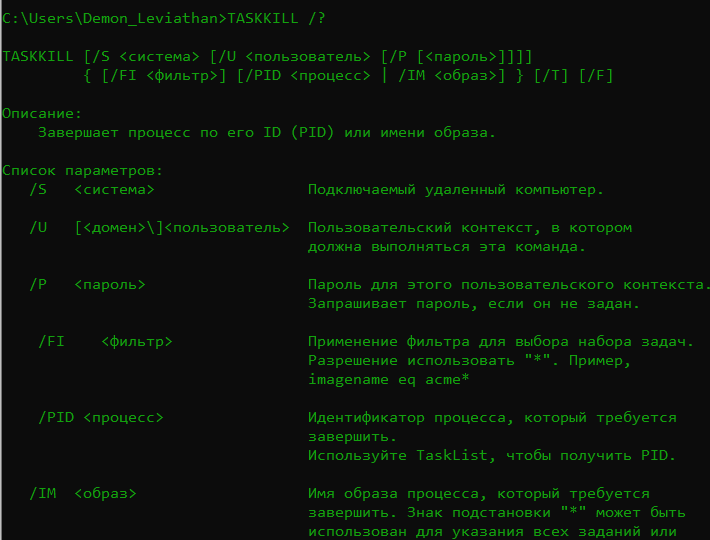 C:\Users\Demon_Leviathan>TASKKILL /?
TASKKILL [/S <система> [/U <пользователь> [/P [<пароль>]]]]
{ [/FI <фильтр>] [/PID <процесс> | /IM <образ>] } [/T] [/F]
Описание:
Завершает процесс по его ID (PID) или имени образа.
Список параметров:
/S <система> Подключаемый удаленный компьютер.
/U [<домен>\]<пользователь> Пользовательский контекст, в котором
должна выполняться эта команда.
/P <пароль> Пароль для этого пользовательского контекста.
Запрашивает пароль, если он не задан.
/FI <фильтр> Применение фильтра для выбора набора задач.
Разрешение использовать "*". Пример,
imagename eq acme*
/PID <процесс> Идентификатор процесса, который требуется
завершить.
Используйте TaskList, чтобы получить PID.
/IM <образ> Имя образа процесса, который требуется
завершить. Знак подстановки "*" может быть
использован для указания всех заданий или